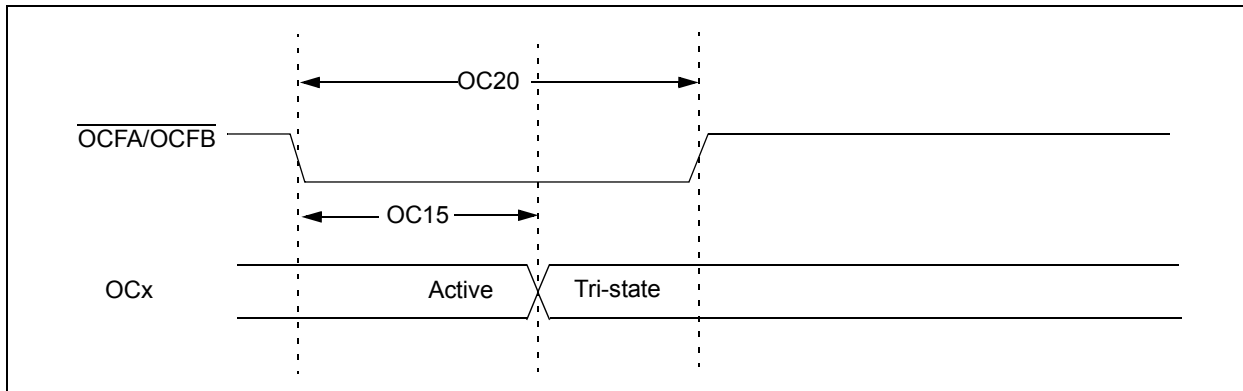 OC20
OCFA/OCFB
OC15
OCx
Active
Tri-state